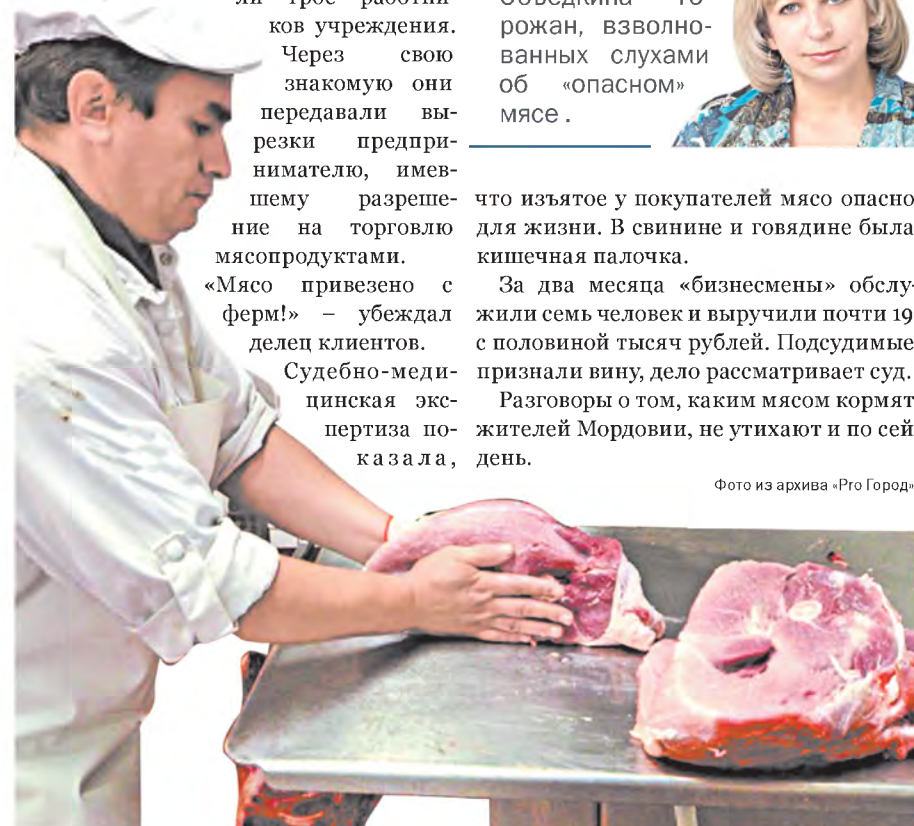 ков учреждения.
Через свою
знакомую они
передавали вы-
резки предпри-
нимателю, имев-
шему разреше-
ние на торговлю
мясопродуктами.
«Мясо привезено с
ферм!» – убеждал
делец клиентов.
Судебно-меди-
цинская экс-
пертиза по-
казала,
рожан, взволно-
ванных слухами
об «опасном»
мясе .
что изъятое у покупателей мясо опасно
для жизни. В свинине и говядине была
кишечная палочка.
За два месяца «бизнесмены» обслу-
жили семь человек и выручили почти 19
с половиной тысяч рублей. Подсудимые
признали вину, дело рассматривает суд.
Разговоры о том, каким мясом кормят
жителей Мордовии, не утихают и по сей
день.
Фото из архива «Pro Город»